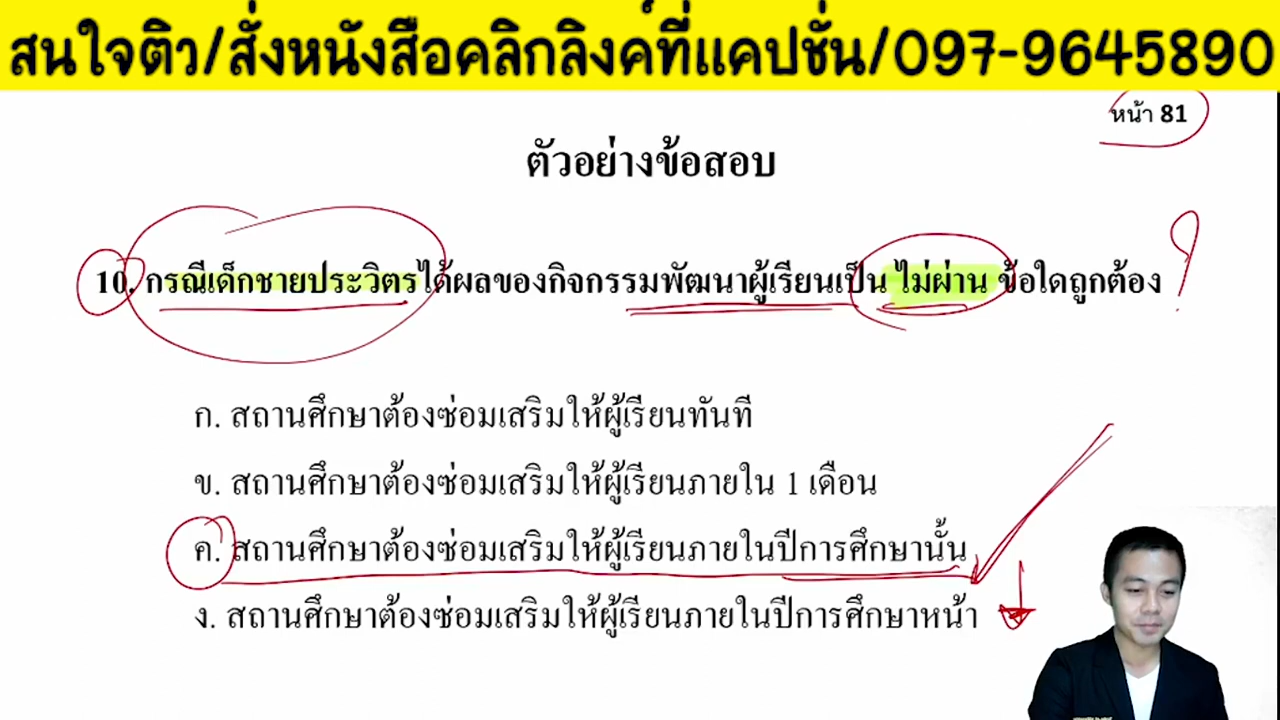 สนใจติว/สั่งหนังสือคลิกลิงค์ที่แคปชั่น/097-9645890
หน้า 81
ตัวอย่างข้อสอบ
10. กรณีเด็กชายประวิตรได้ผลของกิจกรรมพัฒนาผู้เรียนเป็น ไม่ผ่าน ข้อใดถูกต้อง
ก. สถานศึกษาต้องซ่อมเสริมให้ผู้เรียนทันที
ข. สถานศึกษาต้องซ่อมเสริมให้ผู้เรียนภายใน 1 เดือน
ค. สถานศึกษาต้องซ่อมเสริมให้ผู้เรียนภายในปีการศึกษานั้น
ง. สถานศึกษาต้องซ่อมเสริมให้ผู้เรียนภายในปีการศึกษาหน้า